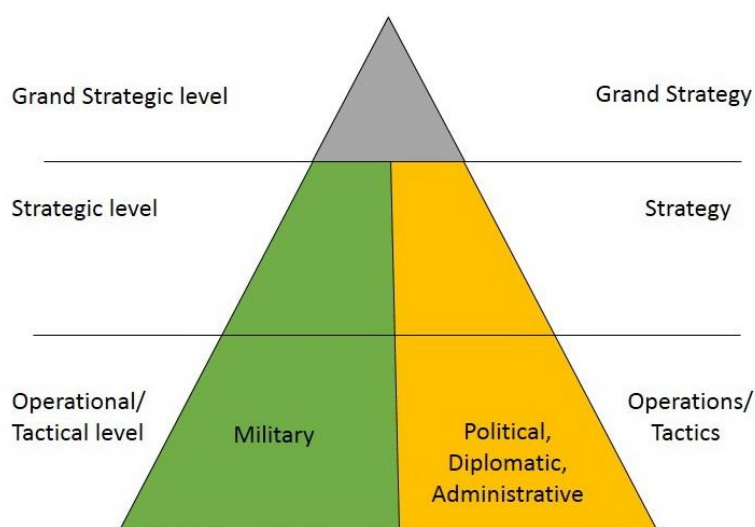 Grand Strategic level
Grand Strategy
Strategic level
Strategy
Operational/
Tactical level
Military
Political,
Diplomatic,
Administrative
Operations/
Tactics